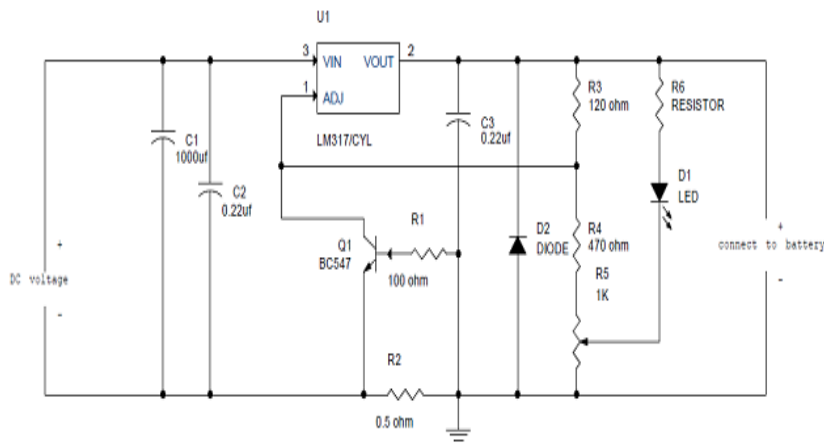 U1
3
VIN
VOUT
2
1
ADJ
LM317/CYL
C1
1000uf
C2
0.22uf
C3
0.22uf
R3
120 ohm
R6
RESISTOR
D1
LED
R1
Q1
BC547
100 ohm
D2
DIODE
R4
470 ohm
R5
1K
+
DC voltage
-
+
connect to battery
-
R2
0.5 ohm